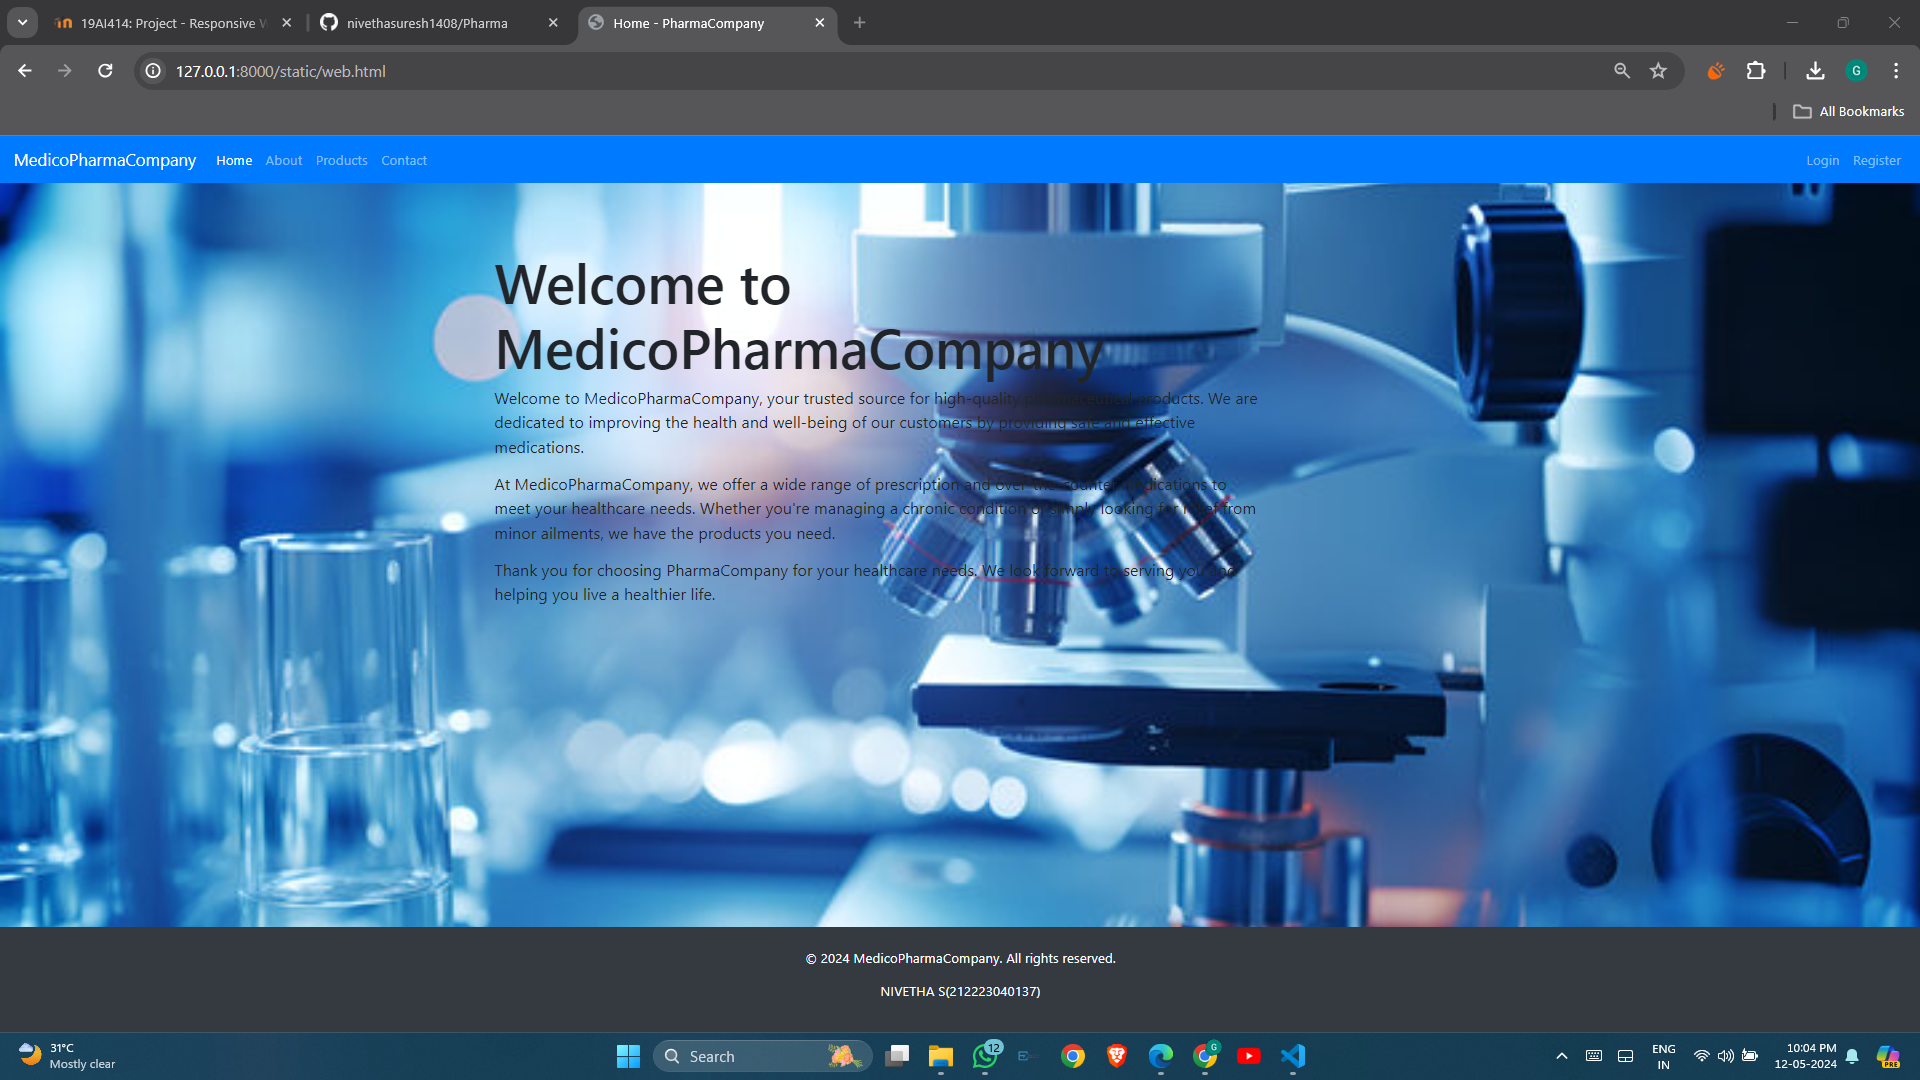 19AI414: Project - Responsive W
nivethasuresh1408/Pharma
Home - PharmaCompany
127.0.0.1:8000/static/web.html
G
All Bookmarks
MedicoPharmaCompany Home About Products Contact Login Register
Welcome to
MedicoPharmaCompany
Welcome to MedicoPharmaCompany, your trusted source for high-quality pharmaceutical products. We are
dedicated to improving the health and well-being of our customers by providing safe and effective
medications.
At MedicoPharmaCompany, we offer a wide range of prescription and over-the-counter medications to
meet your healthcare needs. Whether you're managing a chronic condition or simply looking for relief from
minor ailments, we have the products you need.
Thank you for choosing PharmaCompany for your healthcare needs. We look forward to serving you and
helping you live a healthier life.
© 2024 MedicoPharmaCompany. All rights reserved.
NIVETHA S(212223040137)
31°C
Mostly clear
Search
12
G
ENG
IN
10:04 PM
12-05-2024
PRE